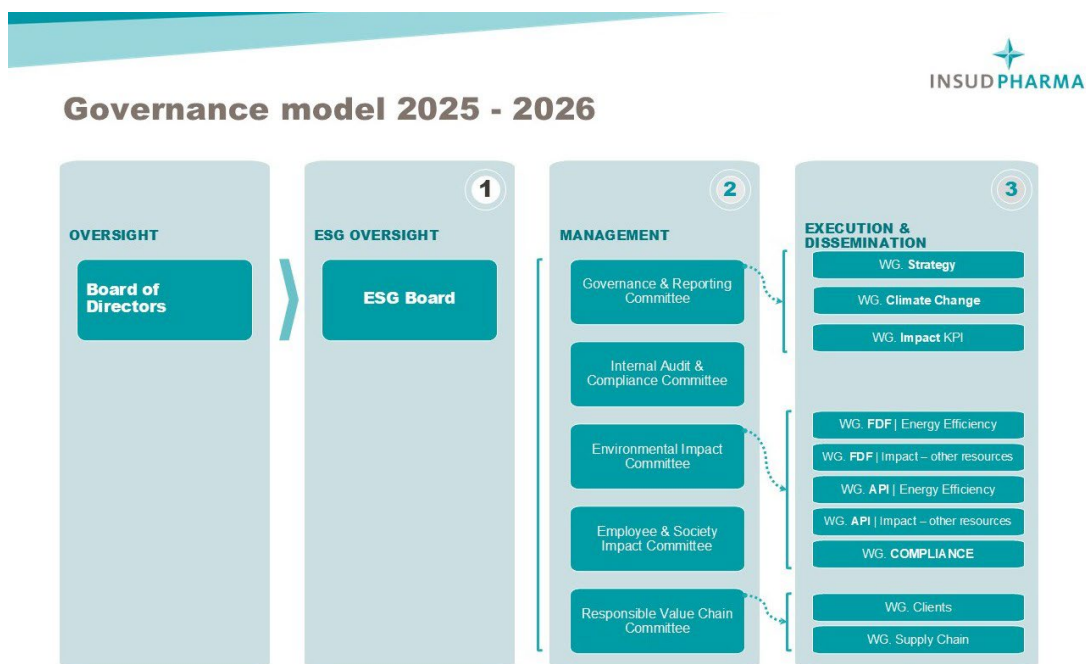 INSUDPHARMA
Governance model 2025 - 2026
OVERSIGHT
Board of
Directors
1
ESG OVERSIGHT
ESG Board
2
MANAGEMENT
Governance & Reporting
Committee
Internal Audit &
Compliance Committee
Environmental Impact
Committee
Employee & Society
Impact Committee
Responsible Value Chain
Committee
3
EXECUTION &
DISSEMINATION
WG. Strategy
WG. Climate Change
WG. Impact KPI
WG. FDF | Energy Efficiency
WG. FDF | Impact – other resources
WG. API | Energy Efficiency
WG. API | Impact – other resources
WG. COMPLIANCE
WG. Clients
WG. Supply Chain